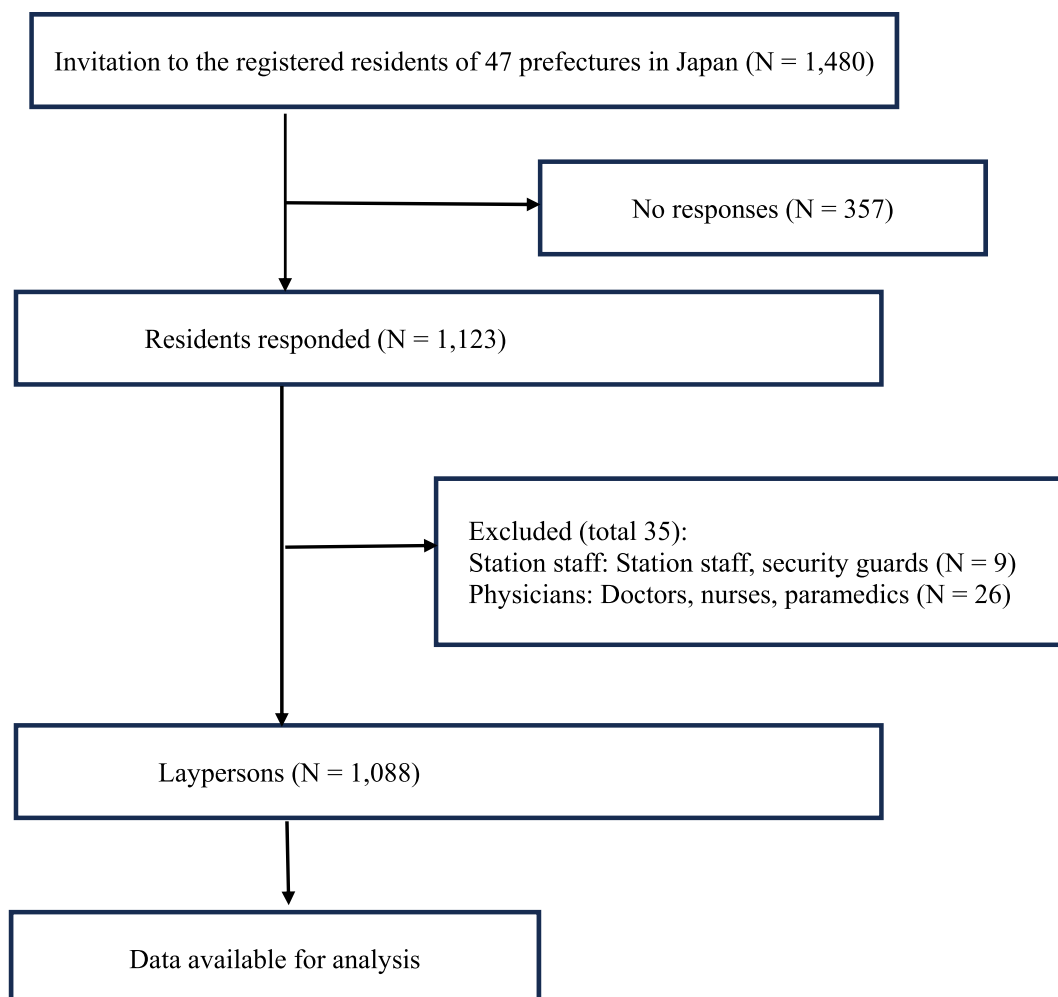 Invitation to the registered residents of 47 prefectures in Japan (N = 1,480)
No responses (N = 357)
Residents responded (N = 1,123)
Excluded (total 35):
Station staff: Station staff, security guards (N = 9)
Physicians: Doctors, nurses, paramedics (N = 26)
Laypersons (N = 1,088)
Data available for analysis